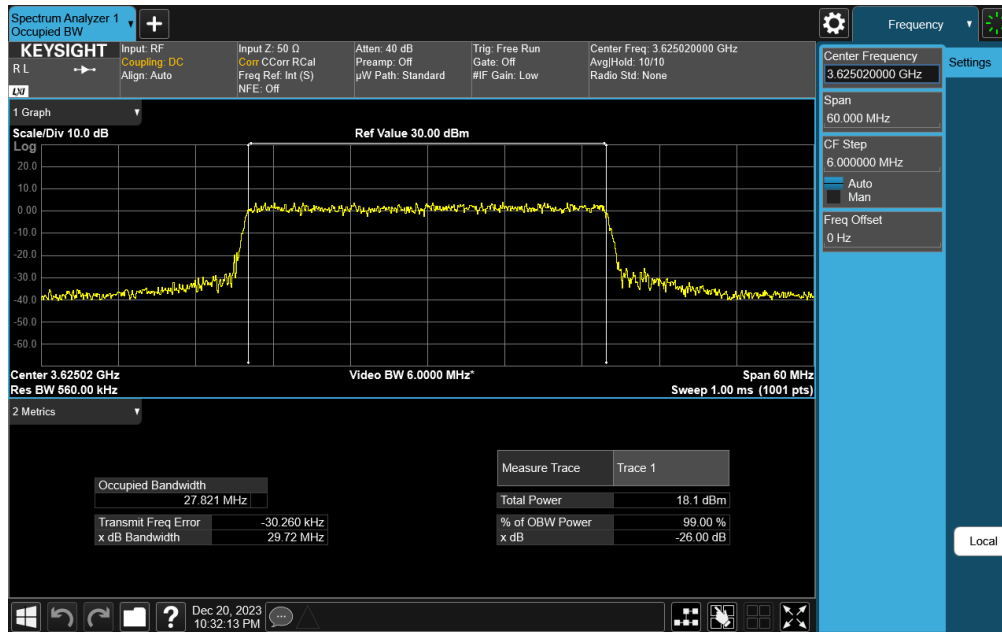 Spectrum Analyzer 1
Occupied BW
+
Frequency
KEYSIGHT
R L
LXI
Input: RF
Coupling: DC
Align: Auto
Input Z: 50 Ω
Corr CCorr RCal
Freq Ref: Int (S)
NFE: Off
Atten: 40 dB
Preamp: Off
µW Path: Standard
Trig: Free Run
Gate: Off
#IF Gain: Low
Center Freq: 3.625020000 GHz
Avg|Hold: 10/10
Radio Std: None
Center Frequency
3.625020000 GHz
Settings
Span
60.000 MHz
CF Step
6.000000 MHz
Auto
Man
Freq Offset
0 Hz
1 Graph
Scale/Div 10.0 dB
Ref Value 30.00 dBm
Log
20.0
10.0
0.00
-10.0
-20.0
-30.0
-40.0
-50.0
-60.0
Center 3.62502 GHz
Video BW 6.0000 MHz*
Span 60 MHz
Res BW 560.00 kHz
Sweep 1.00 ms (1001 pts)
2 Metrics
Measure Trace Trace 1
Occupied Bandwidth
27.821 MHz
Total Power 18.1 dBm
Transmit Freq Error -30.260 kHz
% of OBW Power 99.00 %
x dB Bandwidth 29.72 MHz
x dB -26.00 dB
Local
?
Dec 20, 2023
10:32:13 PM